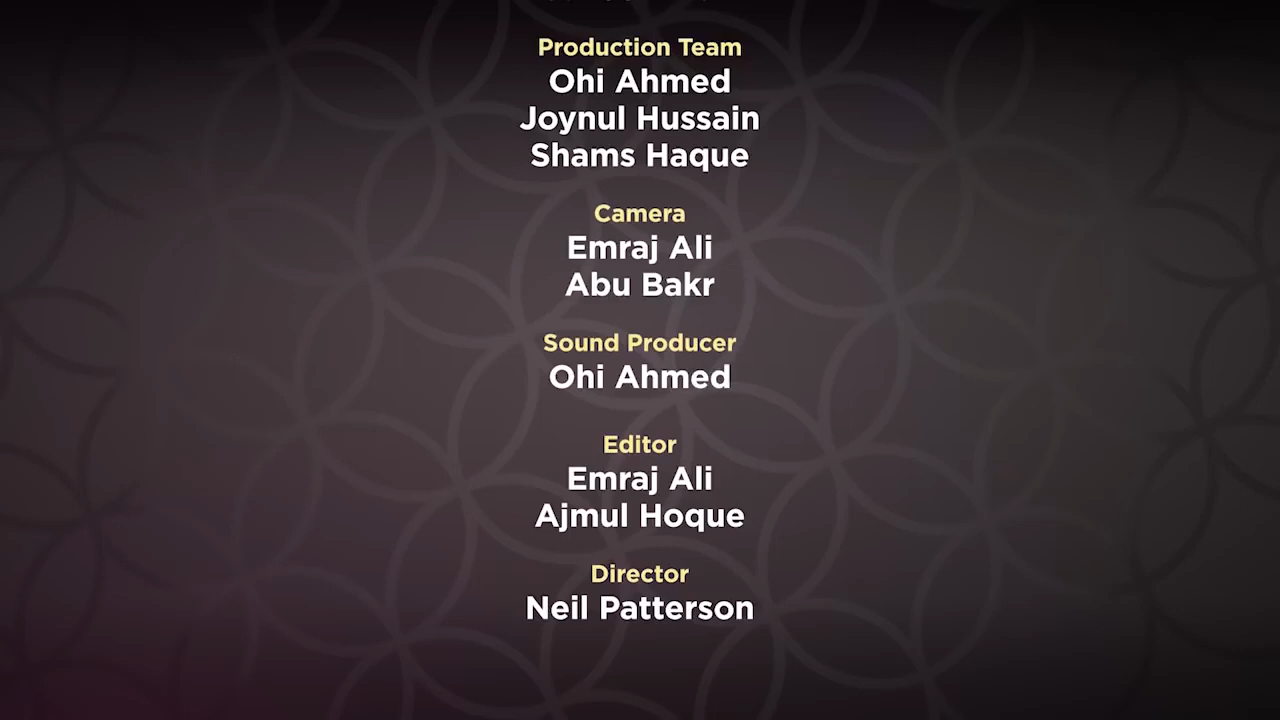 Production Team
Ohi Ahmed
Joynul Hussain
Shams Haque
Camera
Emraj Ali
Abu Bakr
Sound Producer
Ohi Ahmed
Editor
Emraj Ali
Ajmul Hoque
Director
Neil Patterson